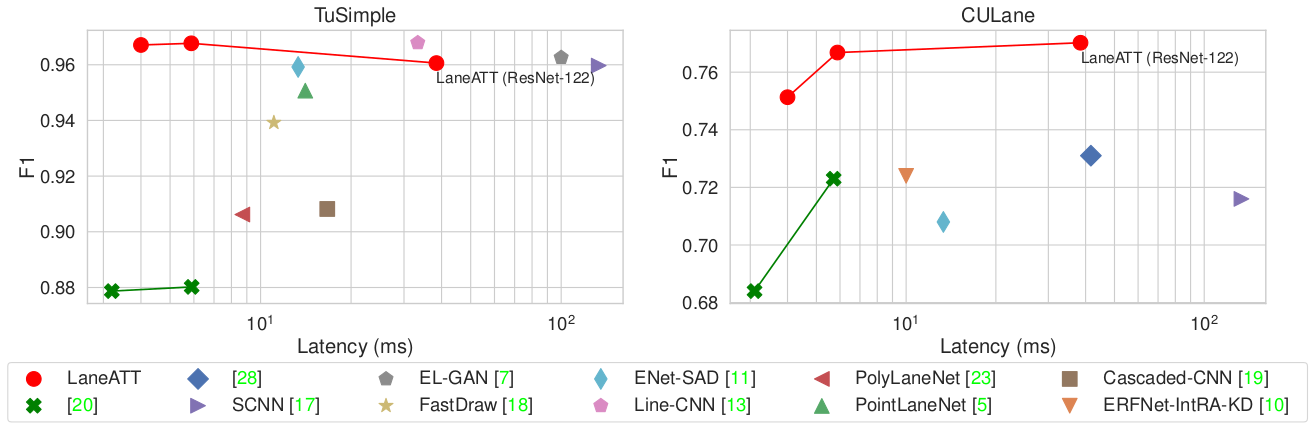 TuSimple
0.96
0.94
0.92
0.90
0.88
F1
LaneATT (ResNet-122)
10¹
10²
Latency (ms)
CULane
0.76
0.74
0.72
0.70
0.68
F1
LaneATT (ResNet-122)
10¹
10²
Latency (ms)
LaneATT
[28]
EL-GAN [7]
ENet-SAD [11]
PolyLaneNet [23]
Cascaded-CNN [19]
[20]
SCNN [17]
FastDraw [18]
Line-CNN [13]
PointLaneNet [5]
ERFNet-IntRA-KD [10]